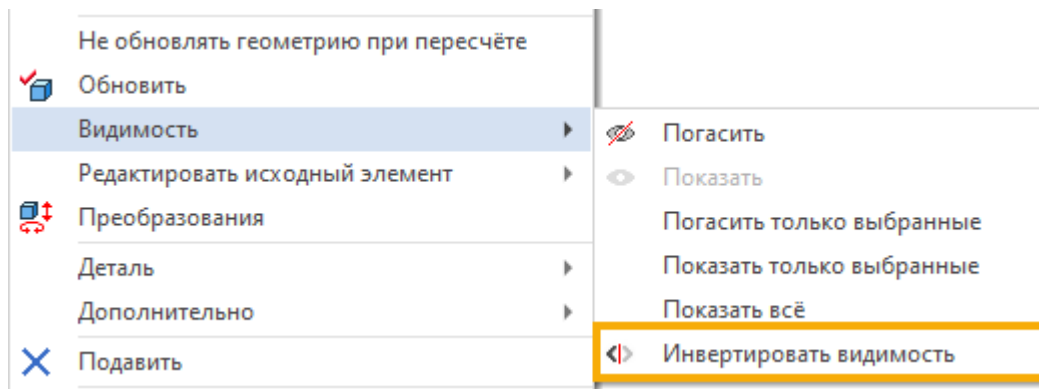 Не обновлять геометрию при пересчёте
Обновить
Видимость
Редактировать исходный элемент
Преобразования
Деталь
Дополнительно
Подавить
Погасить
Показать
Погасить только выбранные
Показать только выбранные
Показать всё
Инвертировать видимость